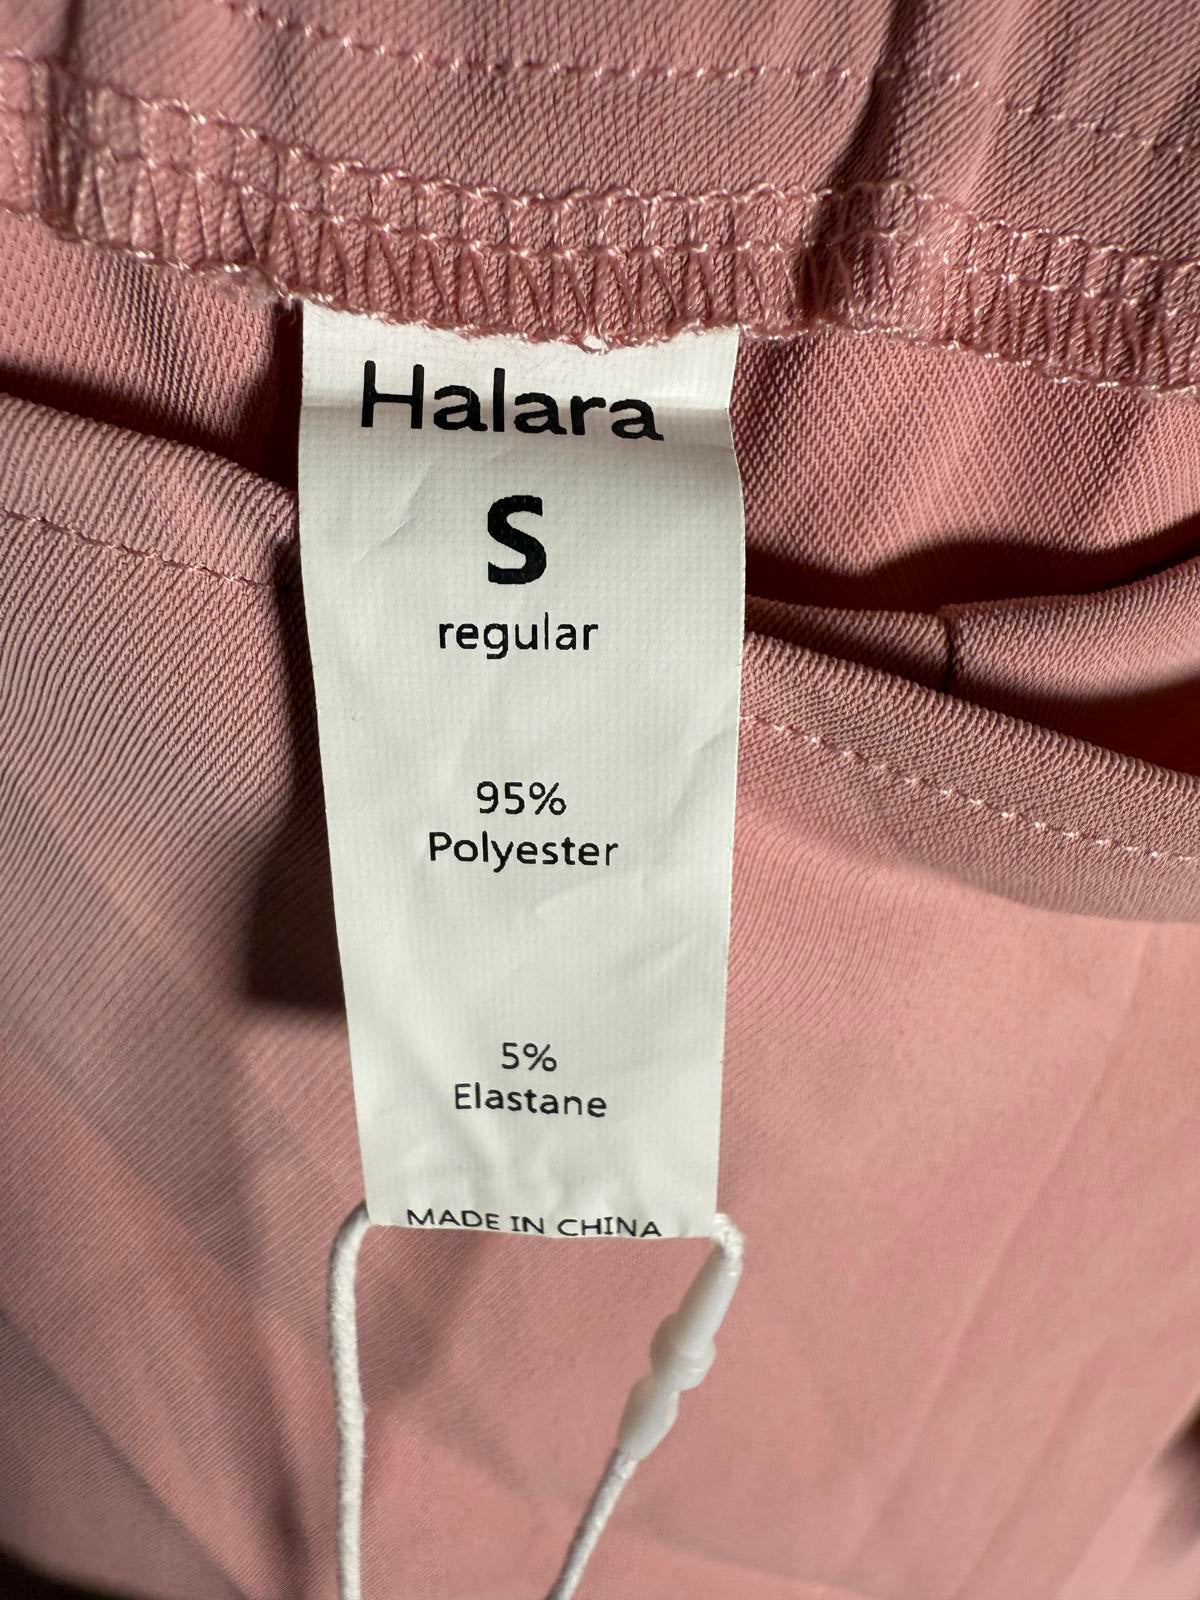 Halara
S
regular
95%
Polyester
5%
Elastane
MADE IN CHINA